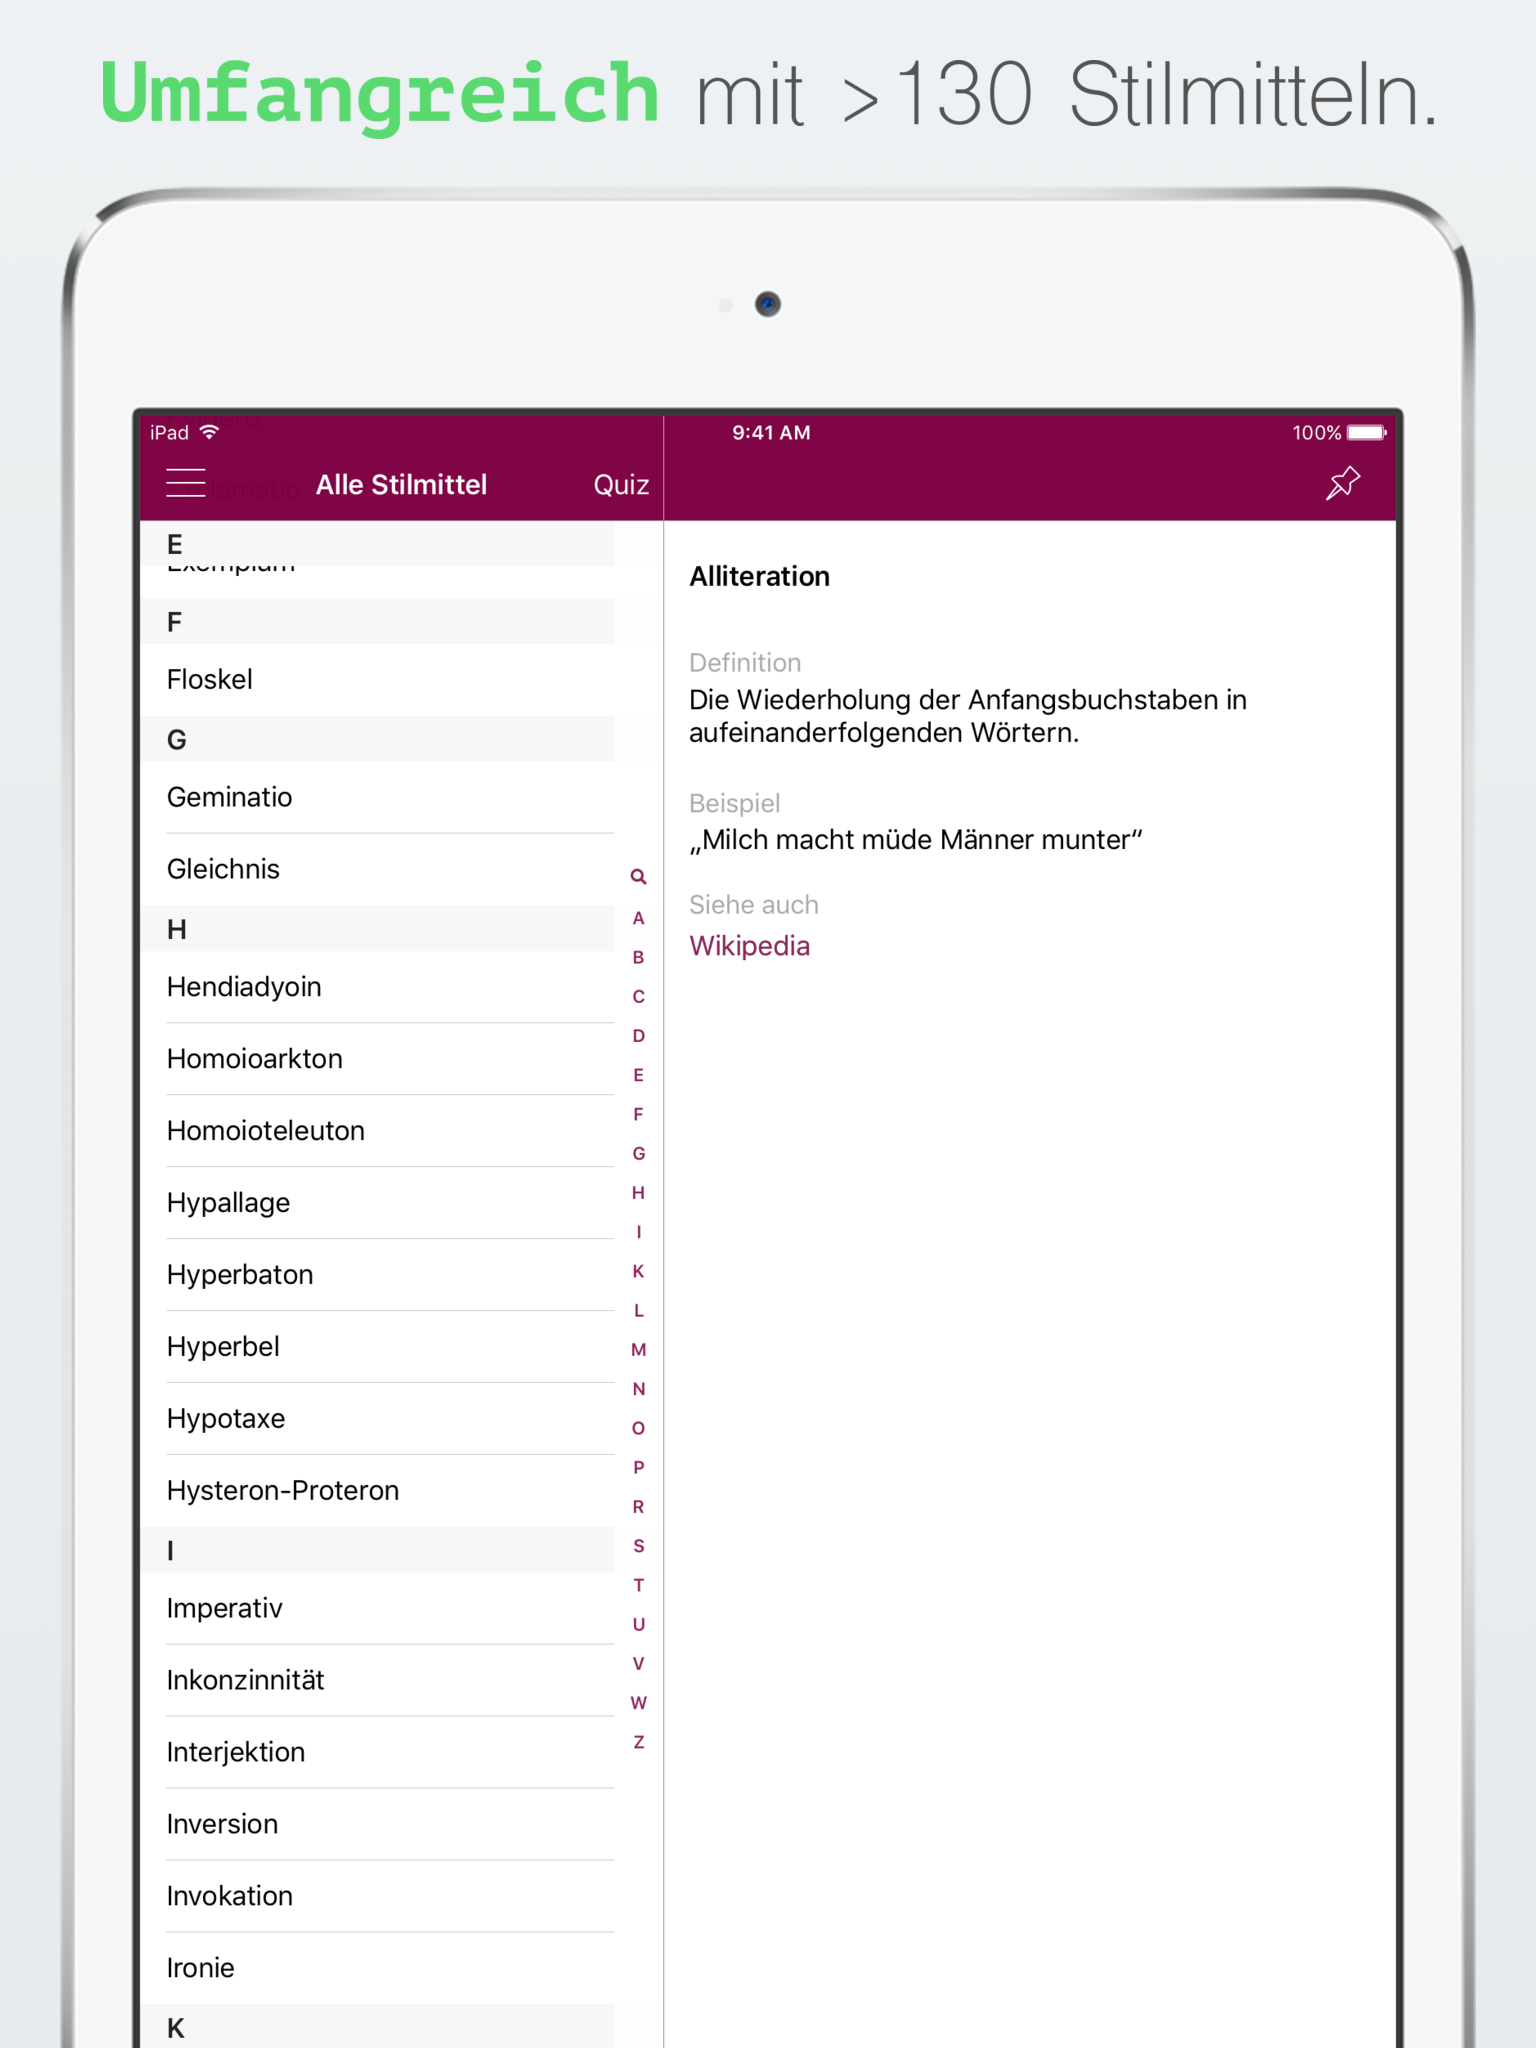 Umfangreich mit >130 Stilmitteln.
iPad 9:41 AM 100%
Alle Stilmittel Quiz
E
Exemplum
F
Floskel
G
Geminatio
Gleichnis
H
Hendiadyoin
Homoioarkton
Homoioteleuton
Hypallage
Hyperbaton
Hyperbel
Hypotaxe
Hysteron-Proteron
I
Imperativ
Inkonzinnität
Interjektion
Inversion
Invokation
Ironie
K
A
B
C
D
E
F
G
H
I
K
L
M
N
O
P
R
S
T
U
V
W
Z
Alliteration
Definition
Die Wiederholung der Anfangsbuchstaben in
aufeinanderfolgenden Wörtern.
Beispiel
„Milch macht müde Männer munter“
Siehe auch
Wikipedia